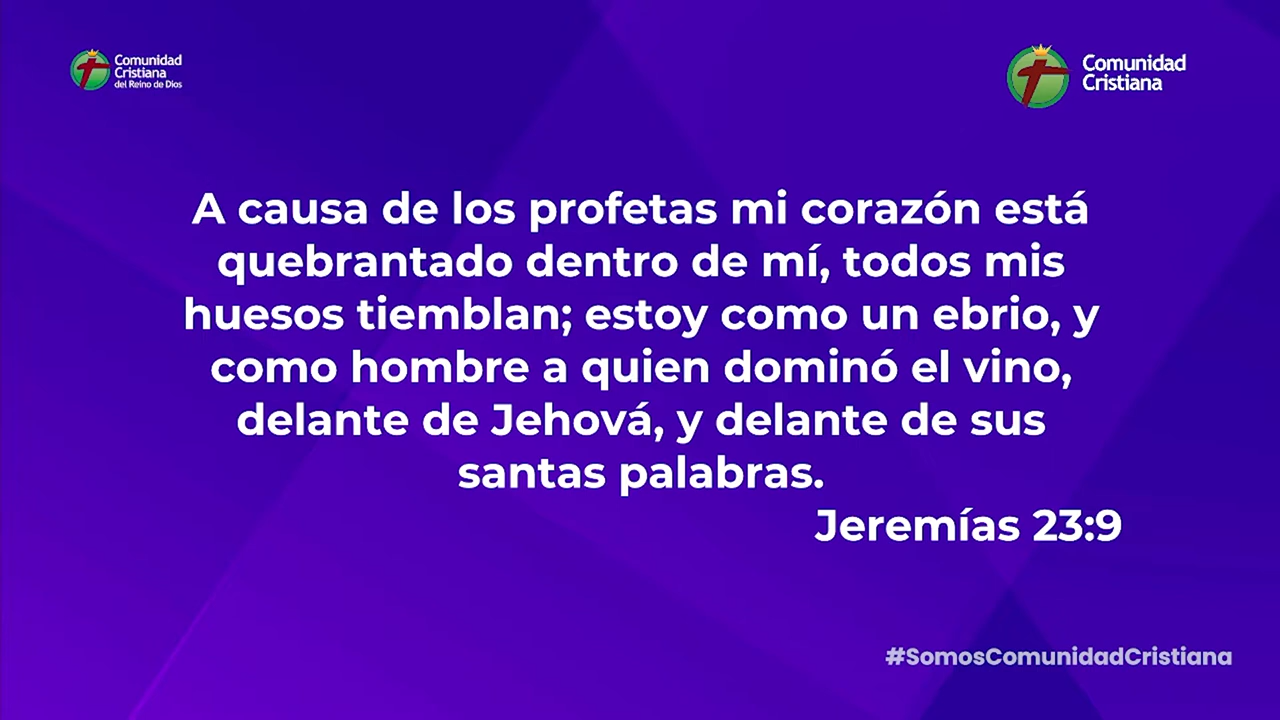 Comunidad
Cristiana
del Reino de Dios
Comunidad
Cristiana
A causa de los profetas mi corazón está
quebrantado dentro de mí, todos mis
huesos tiemblan; estoy como un ebrio, y
como hombre a quien dominó el vino,
delante de Jehová, y delante de sus
santas palabras.
Jeremías 23:9
#SomosComunidadCristiana